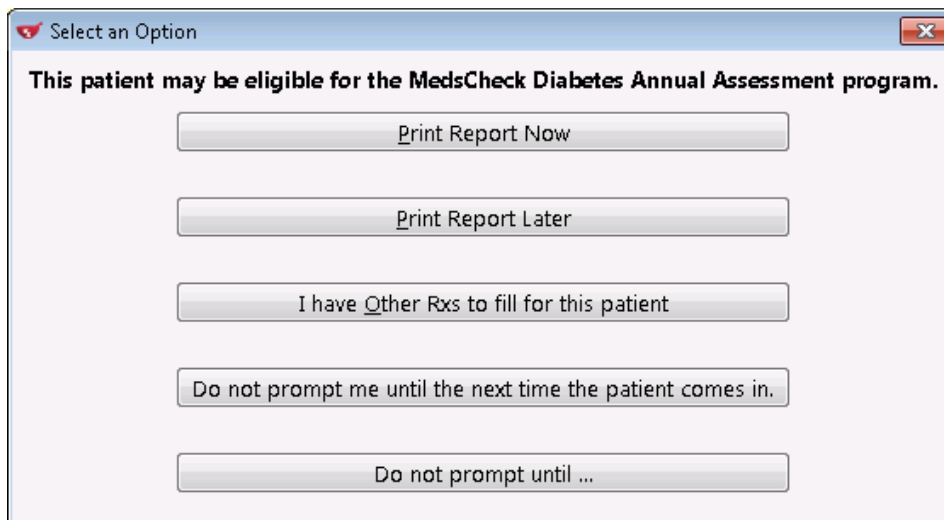 Select an Option
This patient may be eligible for the MedsCheck Diabetes Annual Assessment program.
Print Report Now
Print Report Later
I have Other Rxs to fill for this patient
Do not prompt me until the next time the patient comes in.
Do not prompt until ...